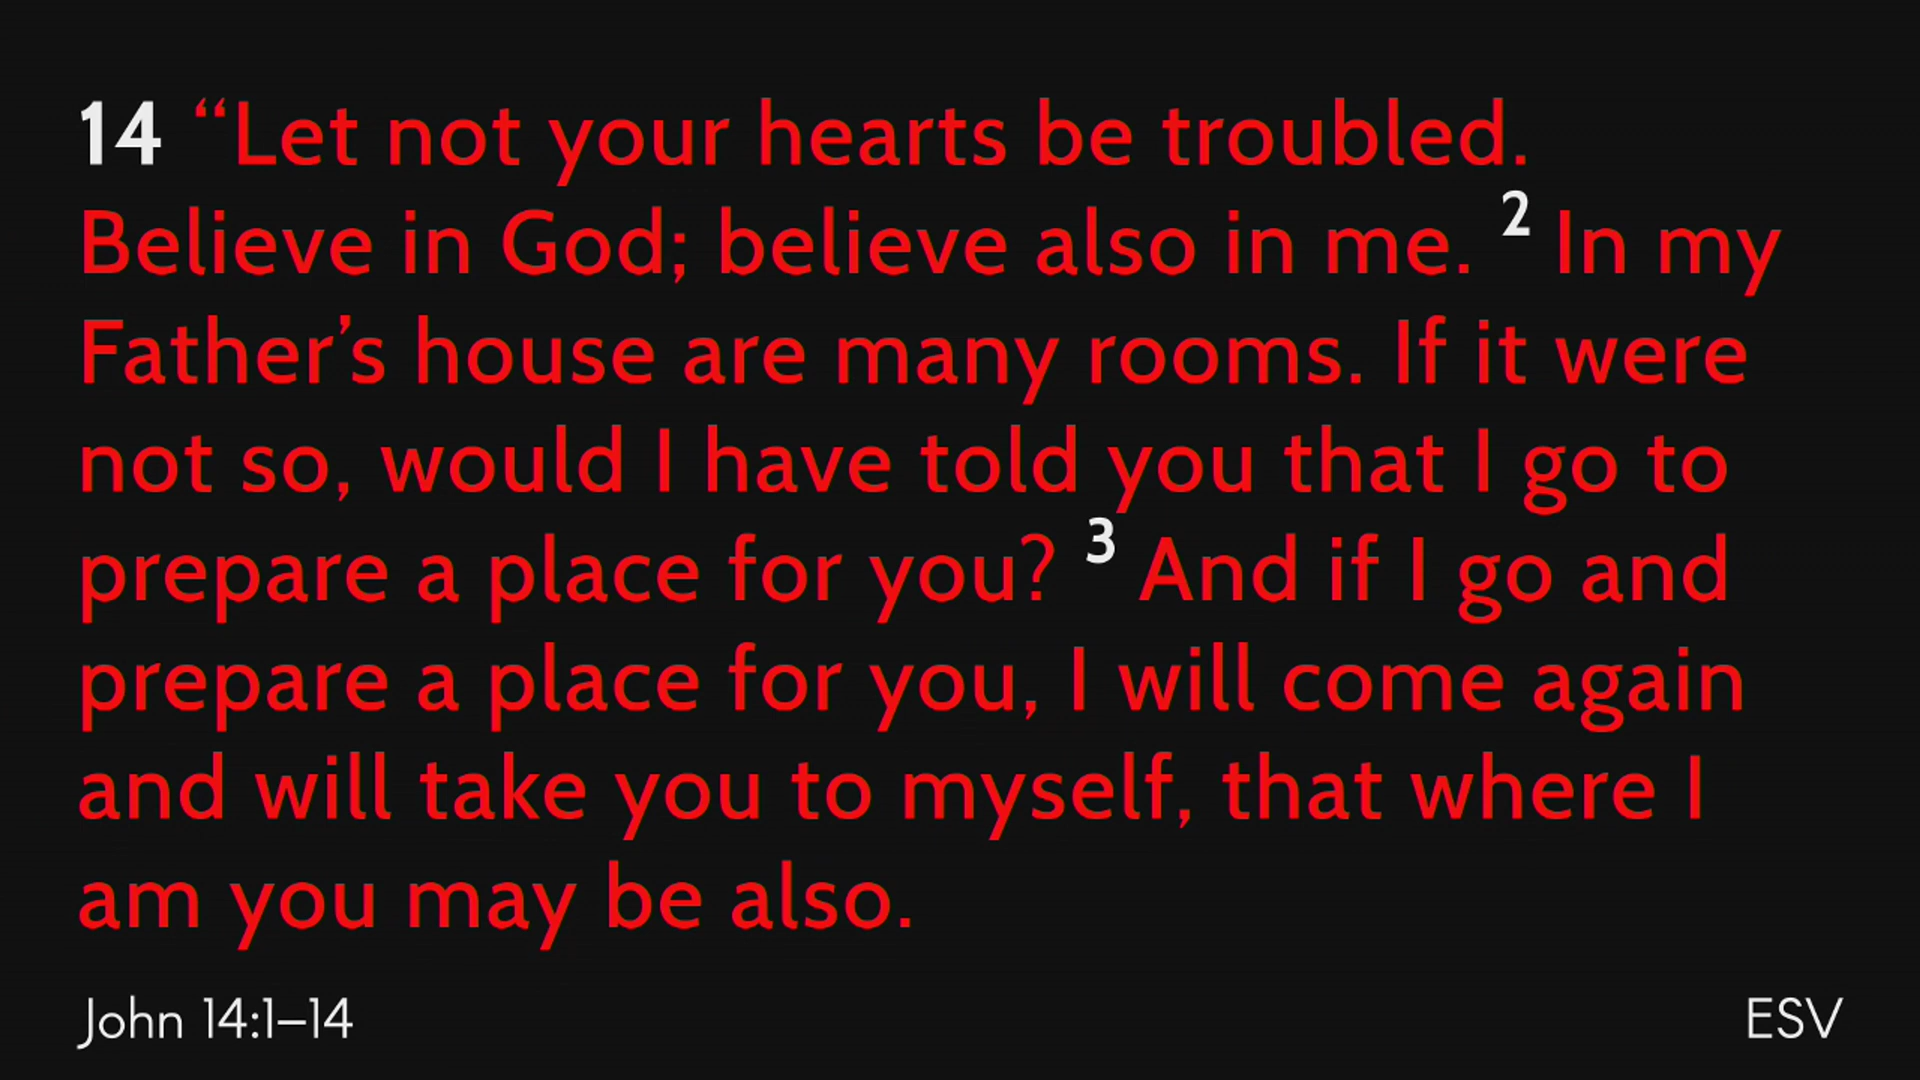 14 “Let not your hearts be troubled.
Believe in God; believe also in me. 2 In my
Father’s house are many rooms. If it were
not so, would I have told you that I go to
prepare a place for you? 3 And if I go and
prepare a place for you, I will come again
and will take you to myself, that where I
am you may be also.
John 14:1–14
ESV